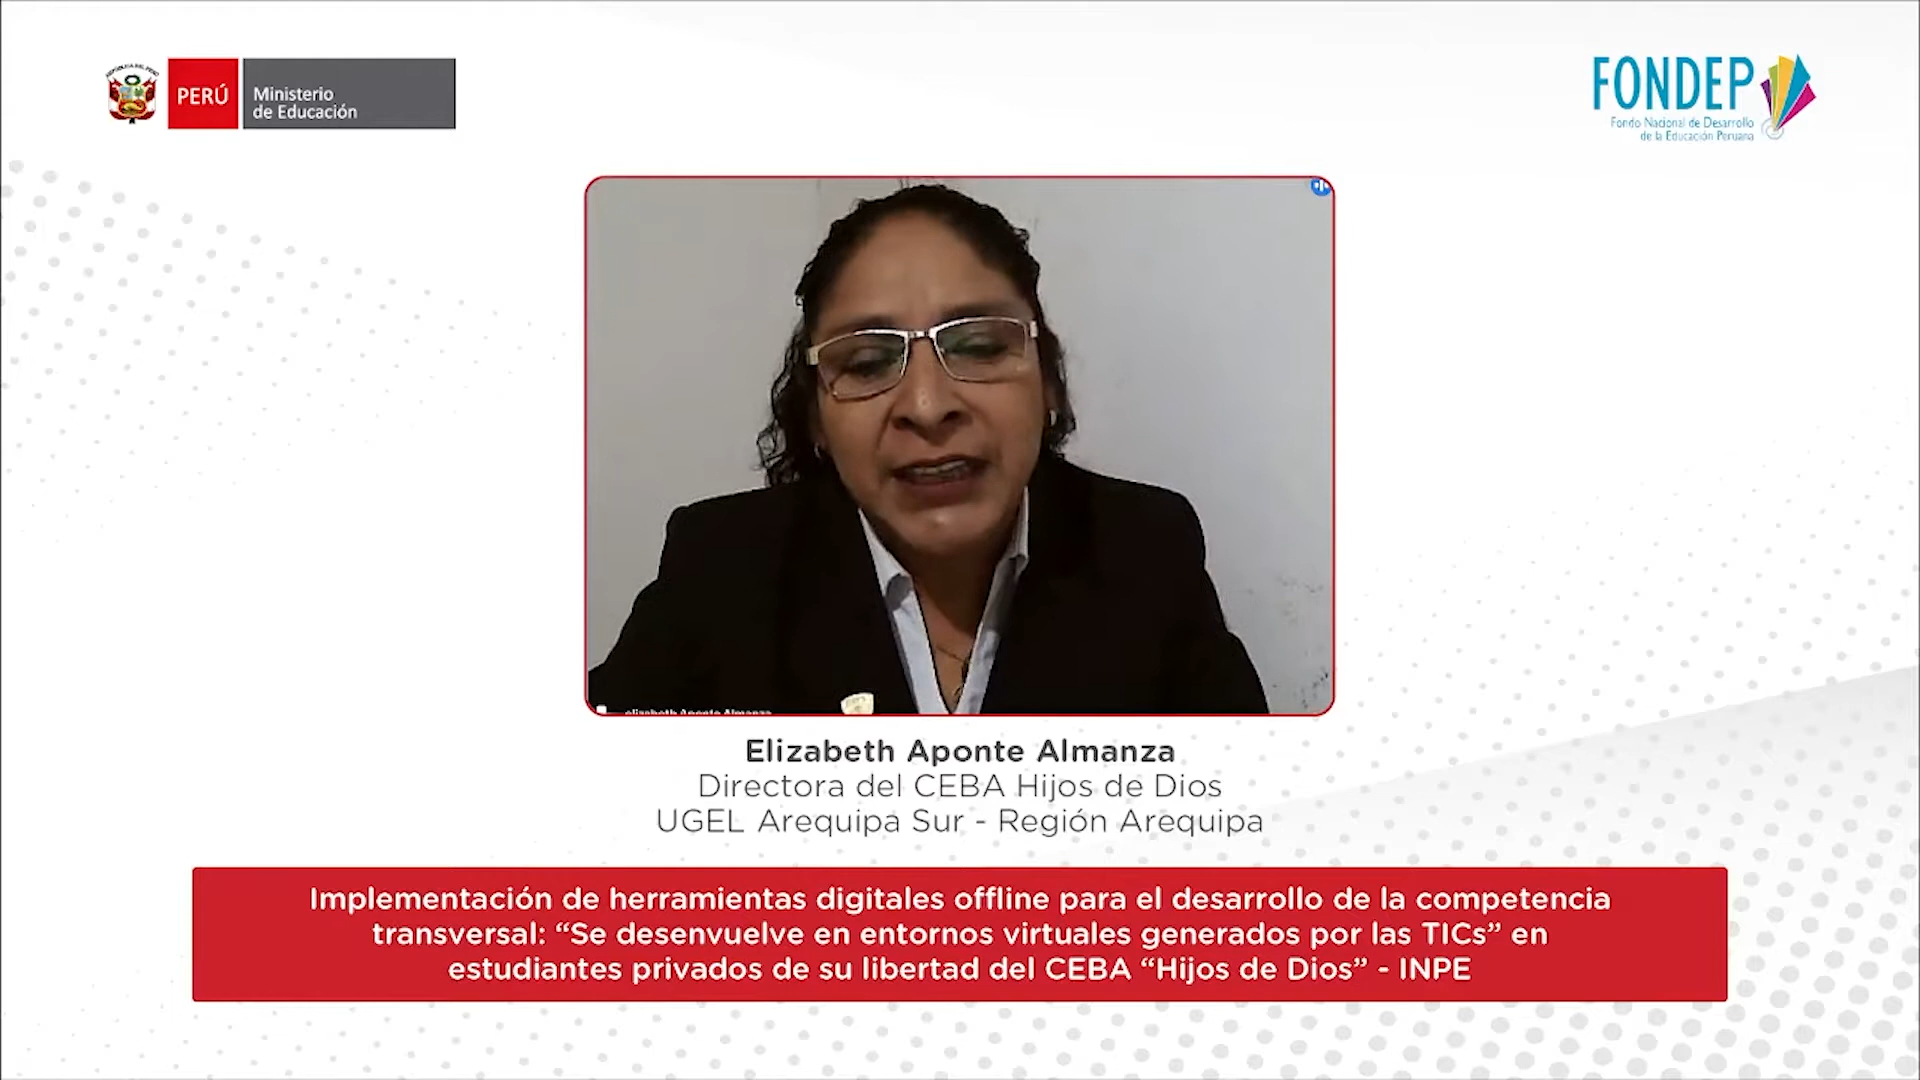 PERÚ
Ministerio
de Educación
FONDEP
Fondo Nacional de Desarrollo
de la Educación Peruana
elizabeth Aponte Almanza
Elizabeth Aponte Almanza
Directora del CEBA Hijos de Dios
UGEL Arequipa Sur - Región Arequipa
Implementación de herramientas digitales offline para el desarrollo de la competencia
transversal: “Se desenvuelve en entornos virtuales generados por las TICs” en
estudiantes privados de su libertad del CEBA “Hijos de Dios” - INPE